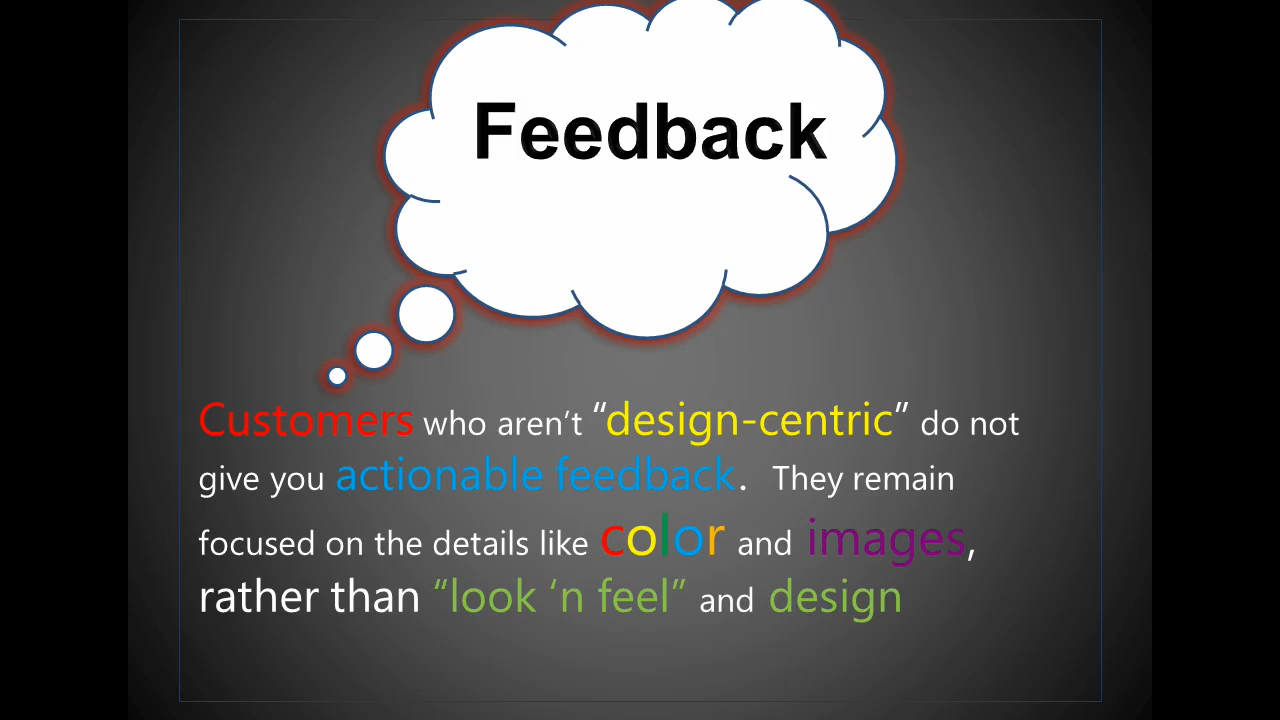 Feedback
Customers who aren’t “design-centric” do not
give you actionable feedback.  They remain
focused on the details like color and images,
rather than “look ‘n feel” and design